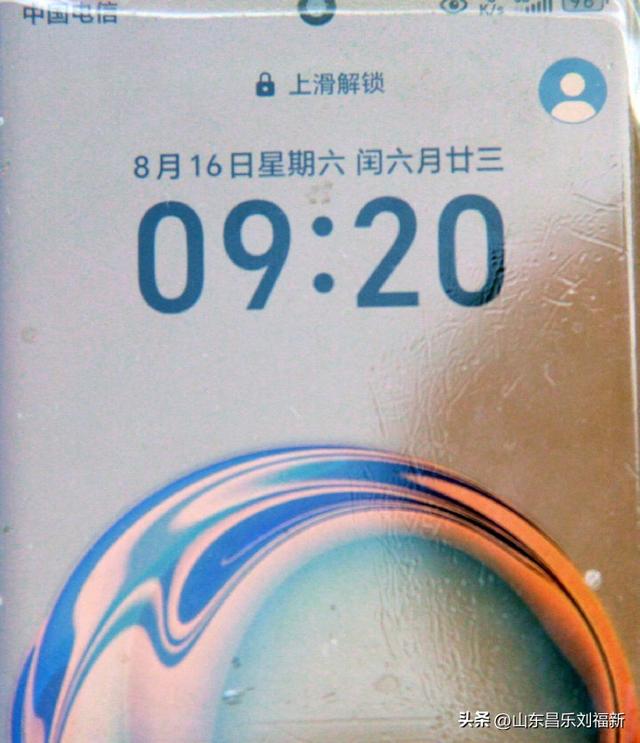 中国电信
K/s
上滑解锁
8月16日星期六 闰六月廿三
09:20
头条 @山东昌乐刘福新